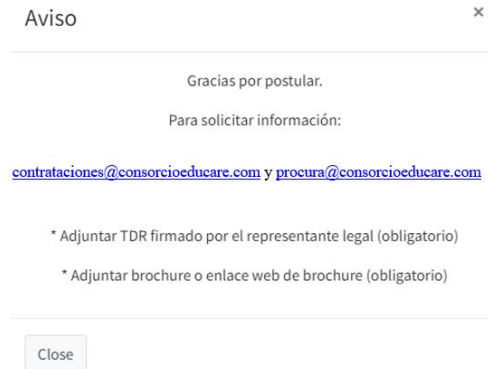 Aviso
×
Gracias por postular.
Para solicitar información:
contrataciones@consorcioeducare.com y procura@consorcioeducare.com
* Adjuntar TDR firmado por el representante legal (obligatorio)
* Adjuntar brochure o enlace web de brochure (obligatorio)
Close